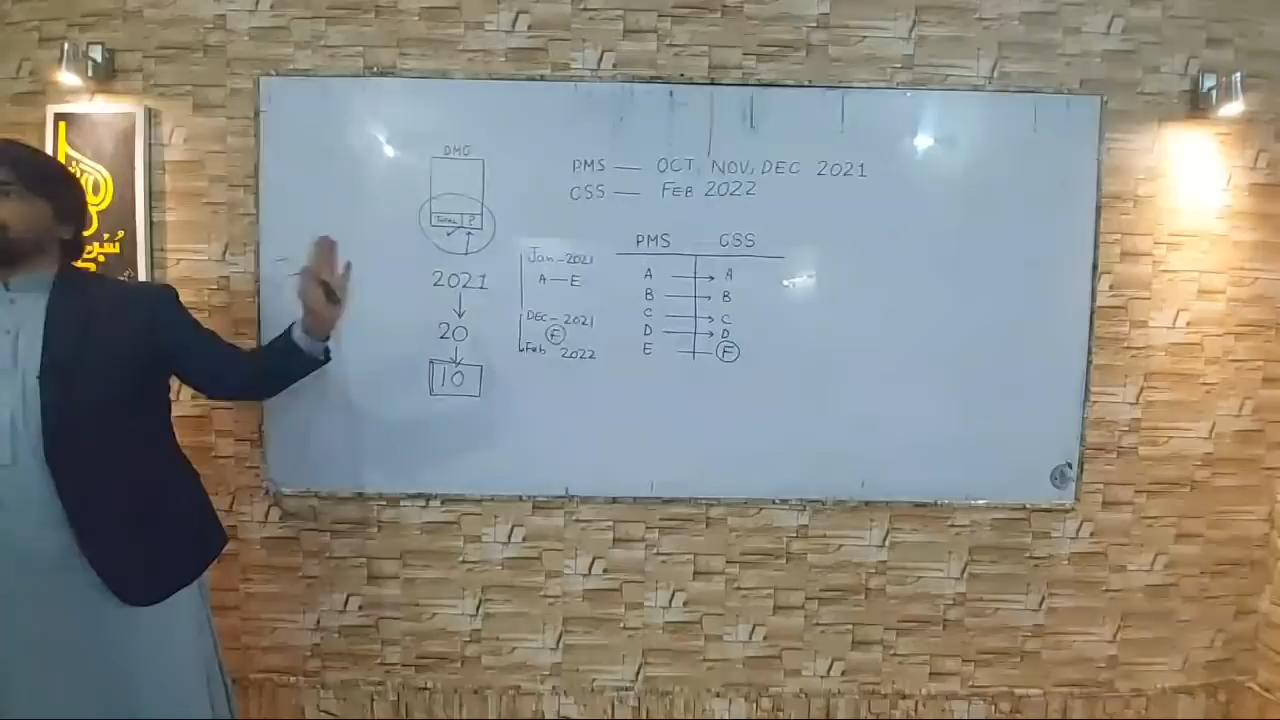 DMC
TOTAL ?
2021
20
10
PMS — OCT, NOV, DEC 2021
CSS — FEB 2022
Jan-2021
A—E
DEC-2021
F
Feb 2022
PMS CSS
A → A
B → B
C → C
D → D
E — F